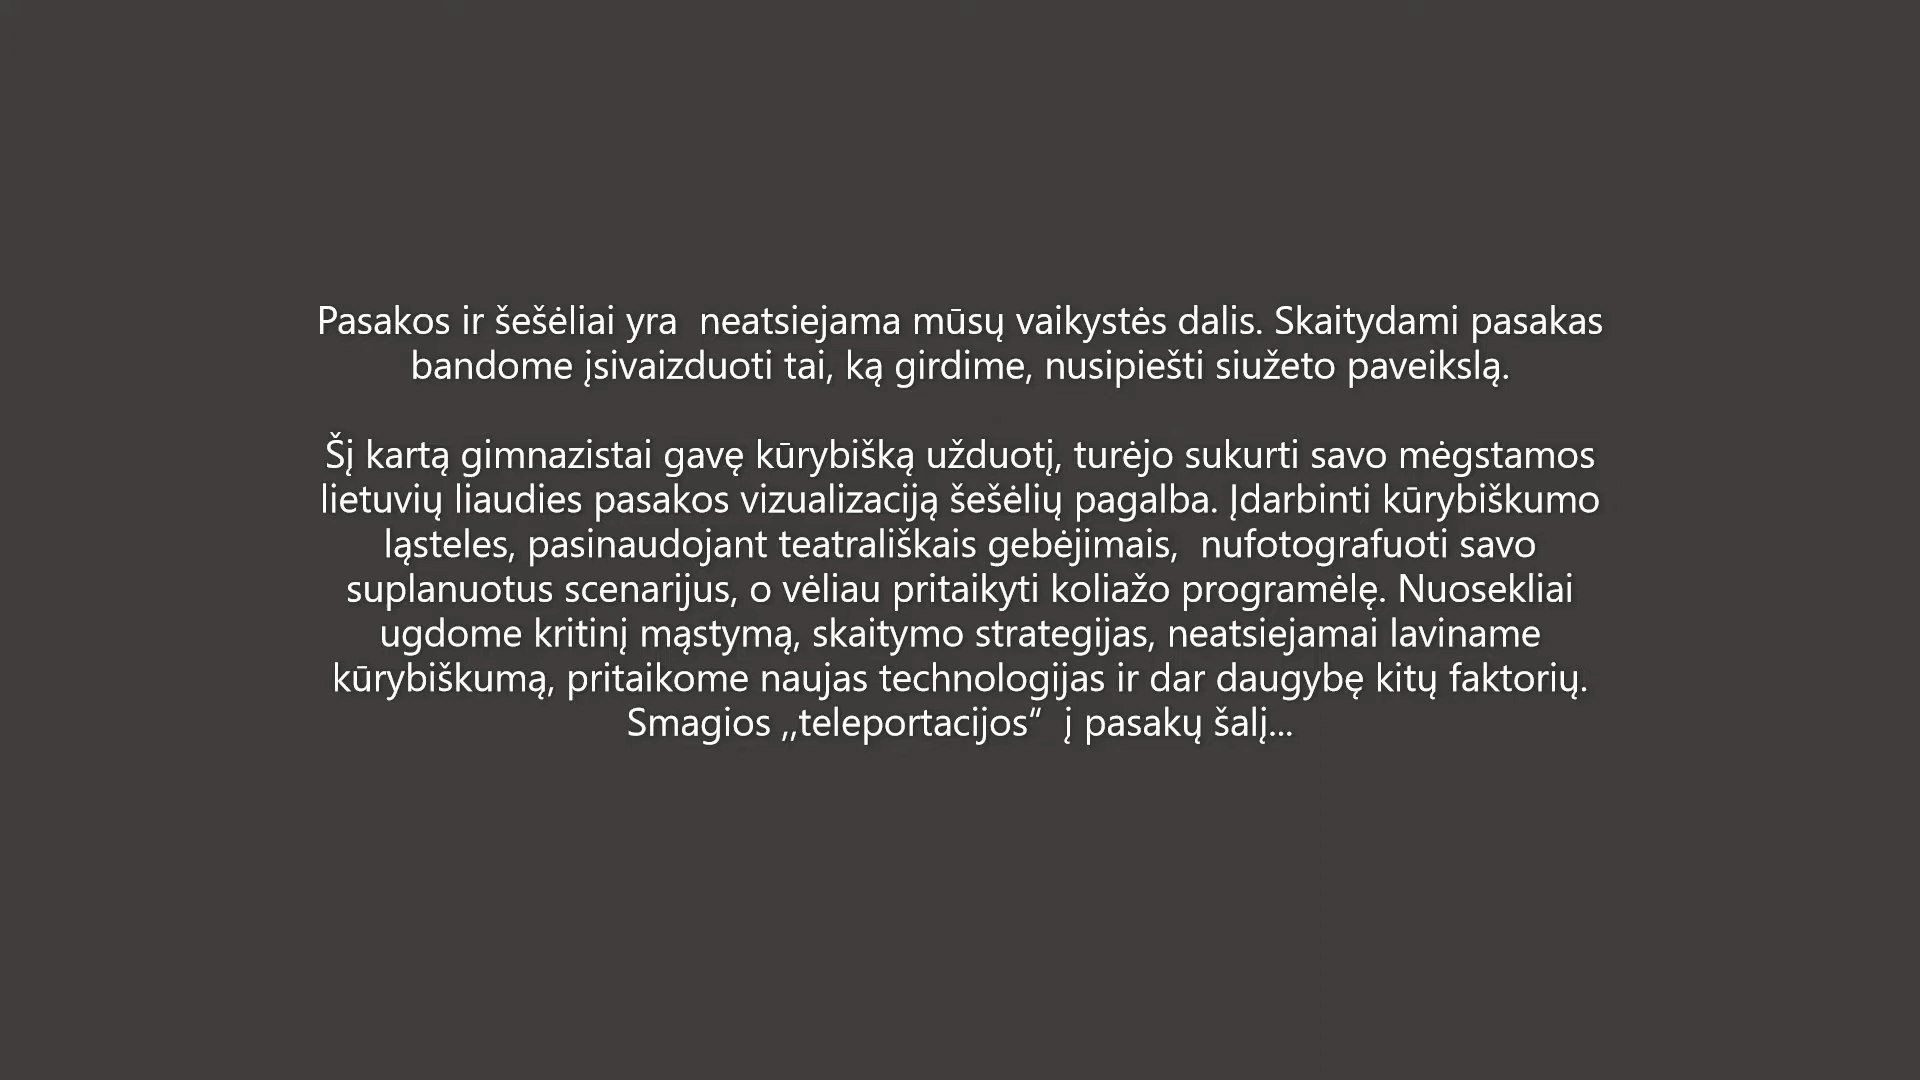 Pasakos ir šešėliai yra  neatsiejama mūsų vaikystės dalis. Skaitydami pasakas
bandome įsivaizduoti tai, ką girdime, nusipiešti siužeto paveikslą.
Šį kartą gimnazistai gavę kūrybišką užduotį, turėjo sukurti savo mėgstamos
lietuvių liaudies pasakos vizualizaciją šešėlių pagalba. Įdarbinti kūrybiškumo
ląsteles, pasinaudojant teatrališkais gebėjimais,  nufotografuoti savo
suplanuotus scenarijus, o vėliau pritaikyti koliažo programėlę. Nuosekliai
ugdome kritinį mąstymą, skaitymo strategijas, neatsiejamai laviname
kūrybiškumą, pritaikome naujas technologijas ir dar daugybę kitų faktorių.
Smagios ,,teleportacijos“  į pasakų šalį...